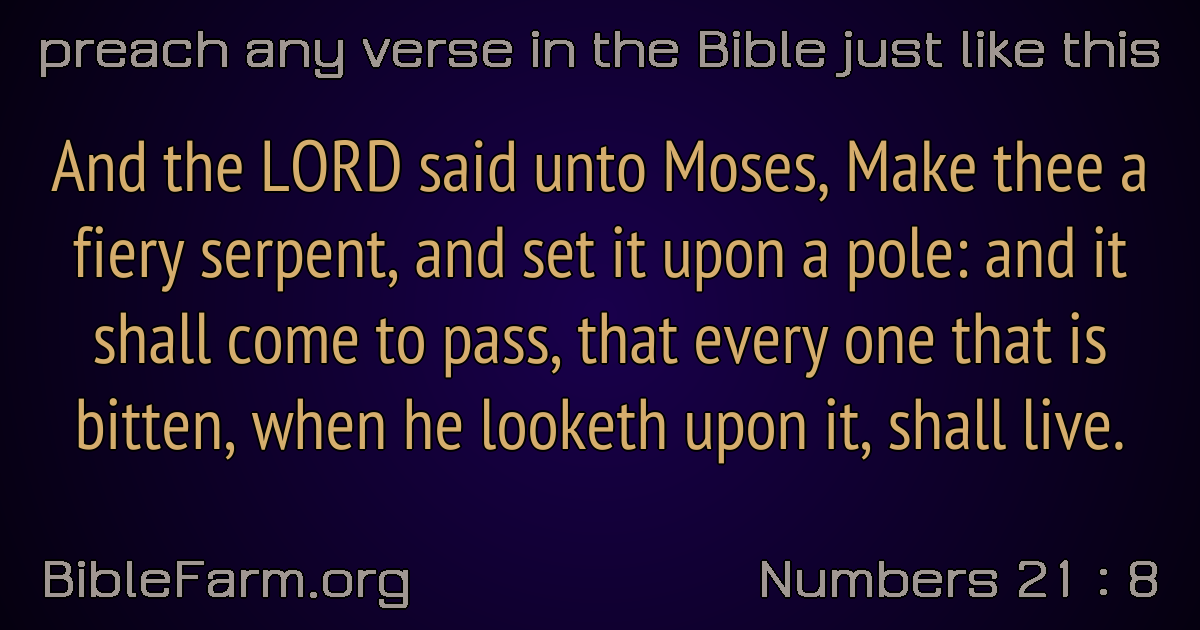 preach any verse in the Bible just like this
And the LORD said unto Moses, Make thee a
fiery serpent, and set it upon a pole: and it
shall come to pass, that every one that is
bitten, when he looketh upon it, shall live.
BibleFarm.org
Numbers 21 : 8